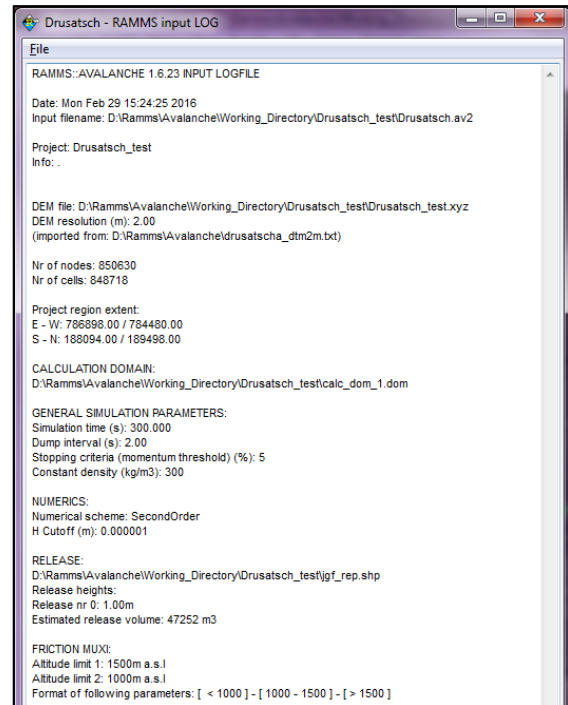 Drusatsch - RAMMS input LOG
File
RAMMS::AVALANCHE 1.6.23 INPUT LOGFILE
Date: Mon Feb 29 15:24:25 2016
Input filename: D:\Ramms\Avalanche\Working_Directory\Drusatsch_test\Drusatsch.av2
Project: Drusatsch_test
Info: .
DEM file: D:\Ramms\Avalanche\Working_Directory\Drusatsch_test\Drusatsch_test.xyz
DEM resolution (m): 2.00
(imported from: D:\Ramms\Avalanche\drusatscha_dtm2m.txt)
Nr of nodes: 850630
Nr of cells: 848718
Project region extent:
E - W: 786898.00 / 784480.00
S - N: 188094.00 / 189498.00
CALCULATION DOMAIN:
D:\Ramms\Avalanche\Working_Directory\Drusatsch_test\calc_dom_1.dom
GENERAL SIMULATION PARAMETERS:
Simulation time (s): 300.000
Dump interval (s): 2.00
Stopping criteria (momentum threshold) (%): 5
Constant density (kg/m3): 300
NUMERICS:
Numerical scheme: SecondOrder
H Cutoff (m): 0.000001
RELEASE:
D:\Ramms\Avalanche\Working_Directory\Drusatsch_test\jgf_rep.shp
Release heights:
Release nr 0: 1.00m
Estimated release volume: 47252 m3
FRICTION MUXI:
Altitude limit 1: 1500m a.s.l
Altitude limit 2: 1000m a.s.l
Format of following parameters: [ < 1000 ] - [ 1000 - 1500 ] - [ > 1500 ]